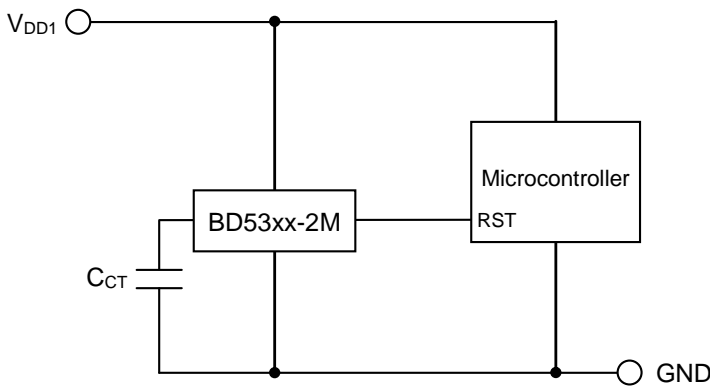 VDD1
Microcontroller
BD53xx-2M
RST
CCT
GND